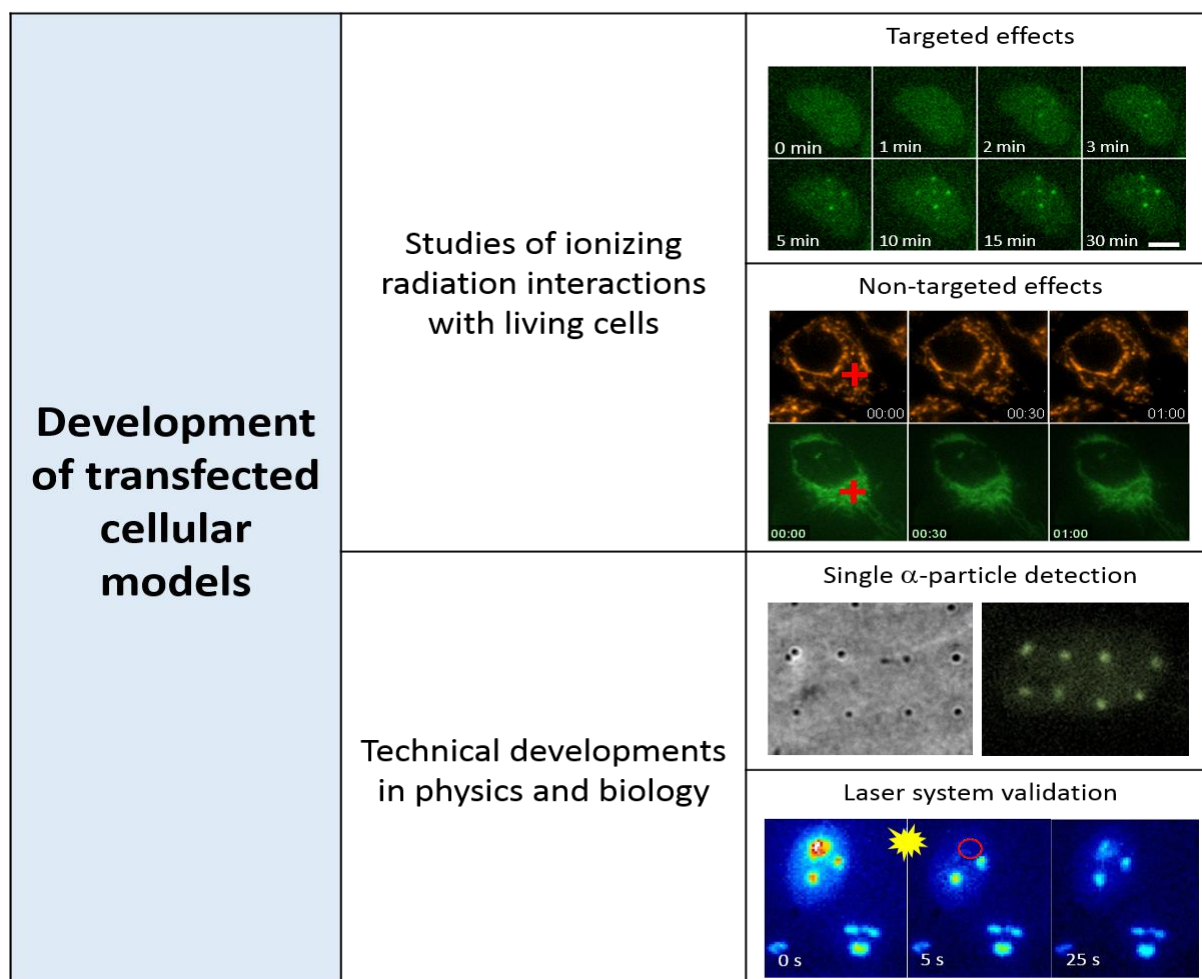 Development
of transfected
cellular
models
Studies of ionizing
radiation interactions
with living cells
Targeted effects
0 min
1 min
2 min
3 min
5 min
10 min
15 min
30 min
Non-targeted effects
00:00
00:30
01:00
00:00
00:30
01:00
Technical developments
in physics and biology
Single α-particle detection
Laser system validation
0 s
5 s
25 s